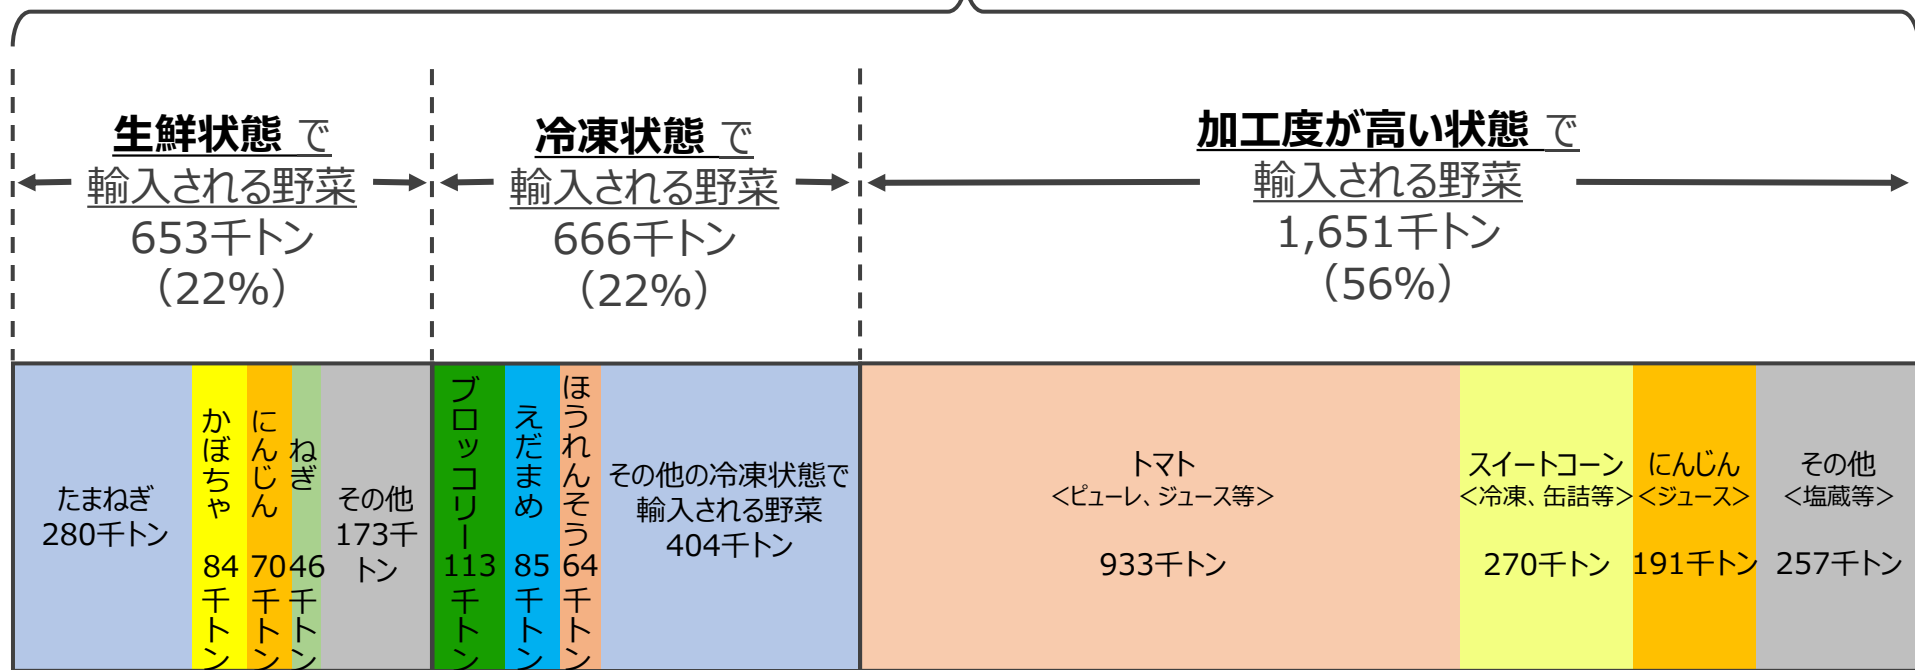 生鮮状態 で
輸入される野菜
653千トン
（22%）
冷凍状態 で
輸入される野菜
666千トン
（22%）
加工度が高い状態 で
輸入される野菜
1,651千トン
（56%）
たまねぎ
280千トン
かぼちゃ 84千トン
にんじん 70千トン
ねぎ 46千トン
その他
173千
トン
ブロッコリー 113千トン
えだまめ 85千トン
ほうれんそう 64千トン
その他の冷凍状態で
輸入される野菜
404千トン
トマト
<ピューレ、ジュース等>
933千トン
スイートコーン
<冷凍、缶詰等>
270千トン
にんじん
<ジュース>
191千トン
その他
<塩蔵等>
257千トン